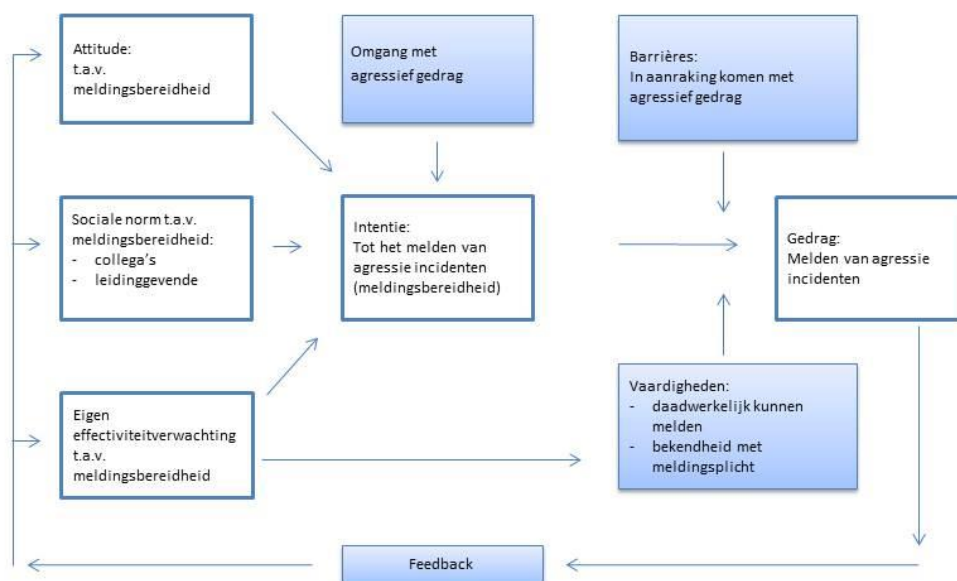 Attitude:
t.a.v.
meldingsbereidheid
Omgang met
agressief gedrag
Barrières:
In aanraking komen met
agressief gedrag
Sociale norm t.a.v.
meldingsbereidheid:
- collega's
- leidinggevende
Intentie:
Tot het melden van
agressie incidenten
(meldingsbereidheid)
Gedrag:
Melden van agressie
incidenten
Eigen
effectiviteitverwachting
t.a.v.
meldingsbereidheid
Vaardigheden:
- daadwerkelijk kunnen
melden
- bekendheid met
meldingsplicht
Feedback